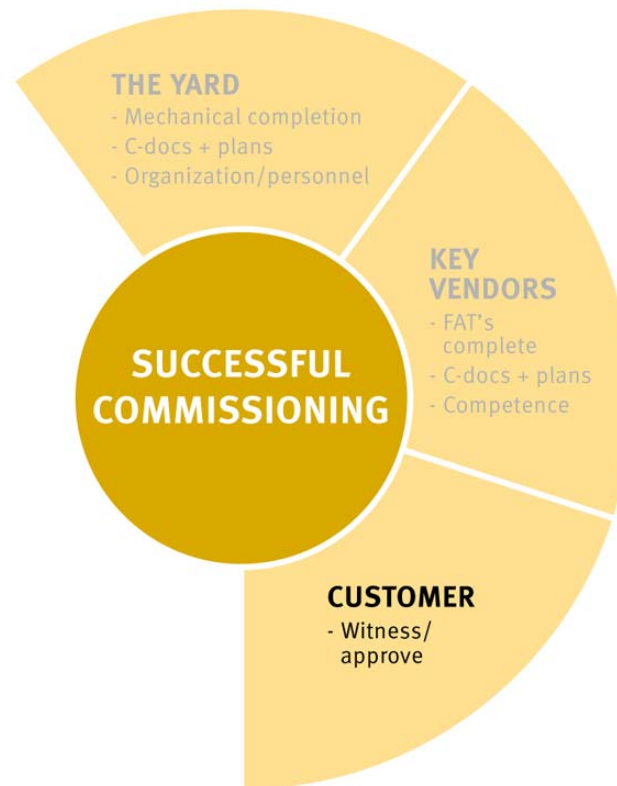 THE YARD
- Mechanical completion
- C-docs + plans
- Organization/personnel
KEY
VENDORS
- FAT's
complete
- C-docs + plans
- Competence
SUCCESSFUL
COMMISSIONING
CUSTOMER
- Witness/
approve